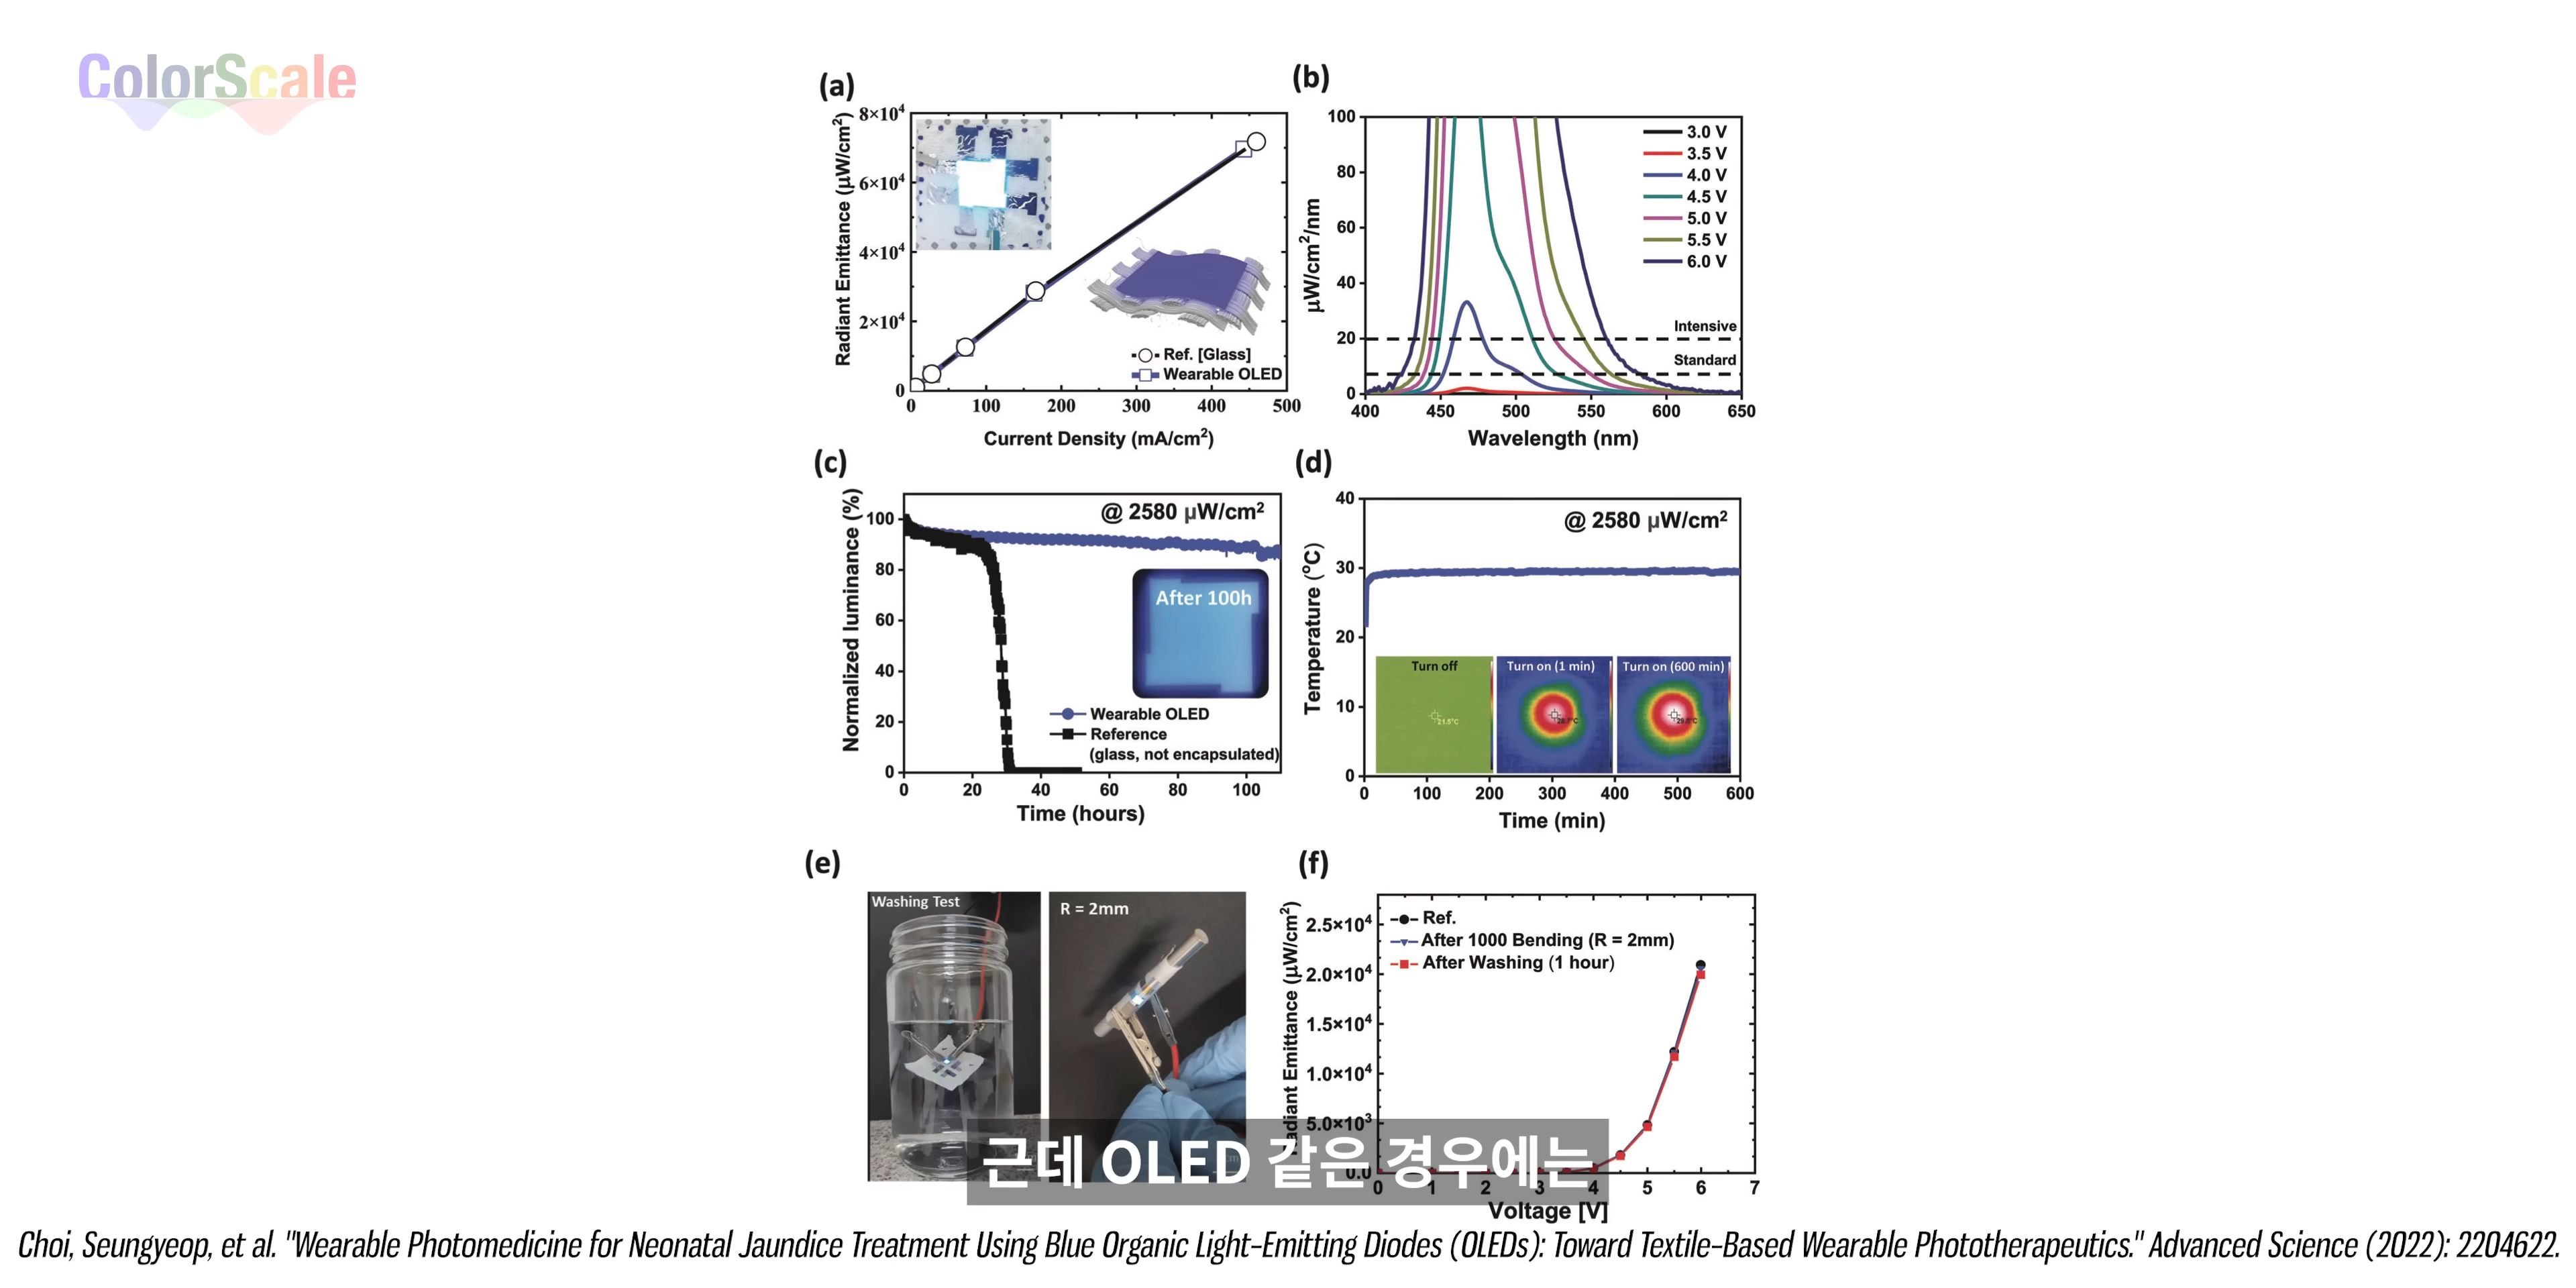 ColorScale
(a)
Radiant Emittance (µW/cm²)
8×10⁴
6×10⁴
4×10⁴
2×10⁴
0
0 100 200 300 400 500
Current Density (mA/cm²)
Ref. [Glass]
Wearable OLED
(b)
µW/cm²/nm
100
80
60
40
20
0
400 450 500 550 600 650
Wavelength (nm)
3.0 V
3.5 V
4.0 V
4.5 V
5.0 V
5.5 V
6.0 V
Intensive
Standard
(c)
Normalized luminance (%)
100
80
60
40
20
0
0 20 40 60 80 100
Time (hours)
@ 2580 µW/cm²
After 100h
Wearable OLED
Reference
(glass, not encapsulated)
(d)
Temperature (°C)
40
30
20
10
0
0 100 200 300 400 500 600
Time (min)
@ 2580 µW/cm²
Turn off
Turn on (1 min)
Turn on (600 min)
21.5°C
(e)
Washing Test
R = 2mm
(f)
Radiant Emittance (µW/cm²)
2.5×10⁴
2.0×10⁴
1.5×10⁴
1.0×10⁴
5.0×10³
0.0
0 1 2 3 4 5 6 7
Voltage [V]
Ref.
After 1000 Bending (R = 2mm)
After Washing (1 hour)
근데 OLED 같은 경우에는
Choi, Seungyeop, et al. "Wearable Photomedicine for Neonatal Jaundice Treatment Using Blue Organic Light-Emitting Diodes (OLEDs): Toward Textile-Based Wearable Phototherapeutics." Advanced Science (2022): 2204622.